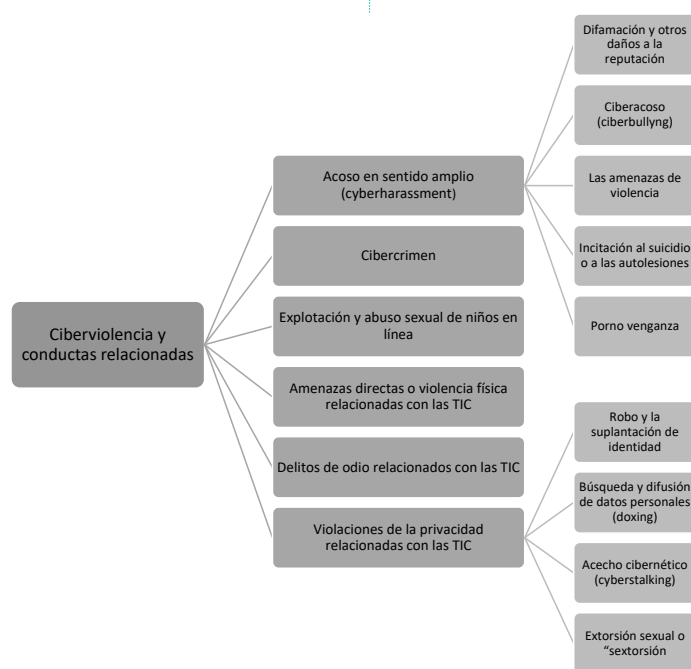 Ciberviolencia y
conductas relacionadas
Acoso en sentido amplio
(cyberharassment)
Difamación y otros
daños a la
reputación
Ciberacoso
(ciberbullyng)
Las amenazas de
violencia
Incitación al suicidio
o a las autolesiones
Porno venganza
Cibercrimen
Explotación y abuso sexual de niños en
línea
Amenazas directas o violencia física
relacionadas con las TIC
Delitos de odio relacionados con las TIC
Violaciones de la privacidad
relacionadas con las TIC
Robo y la
suplantación de
identidad
Búsqueda y difusión
de datos personales
(doxing)
Acecho cibernético
(cyberstalking)
Extorsión sexual o
“sextorsión